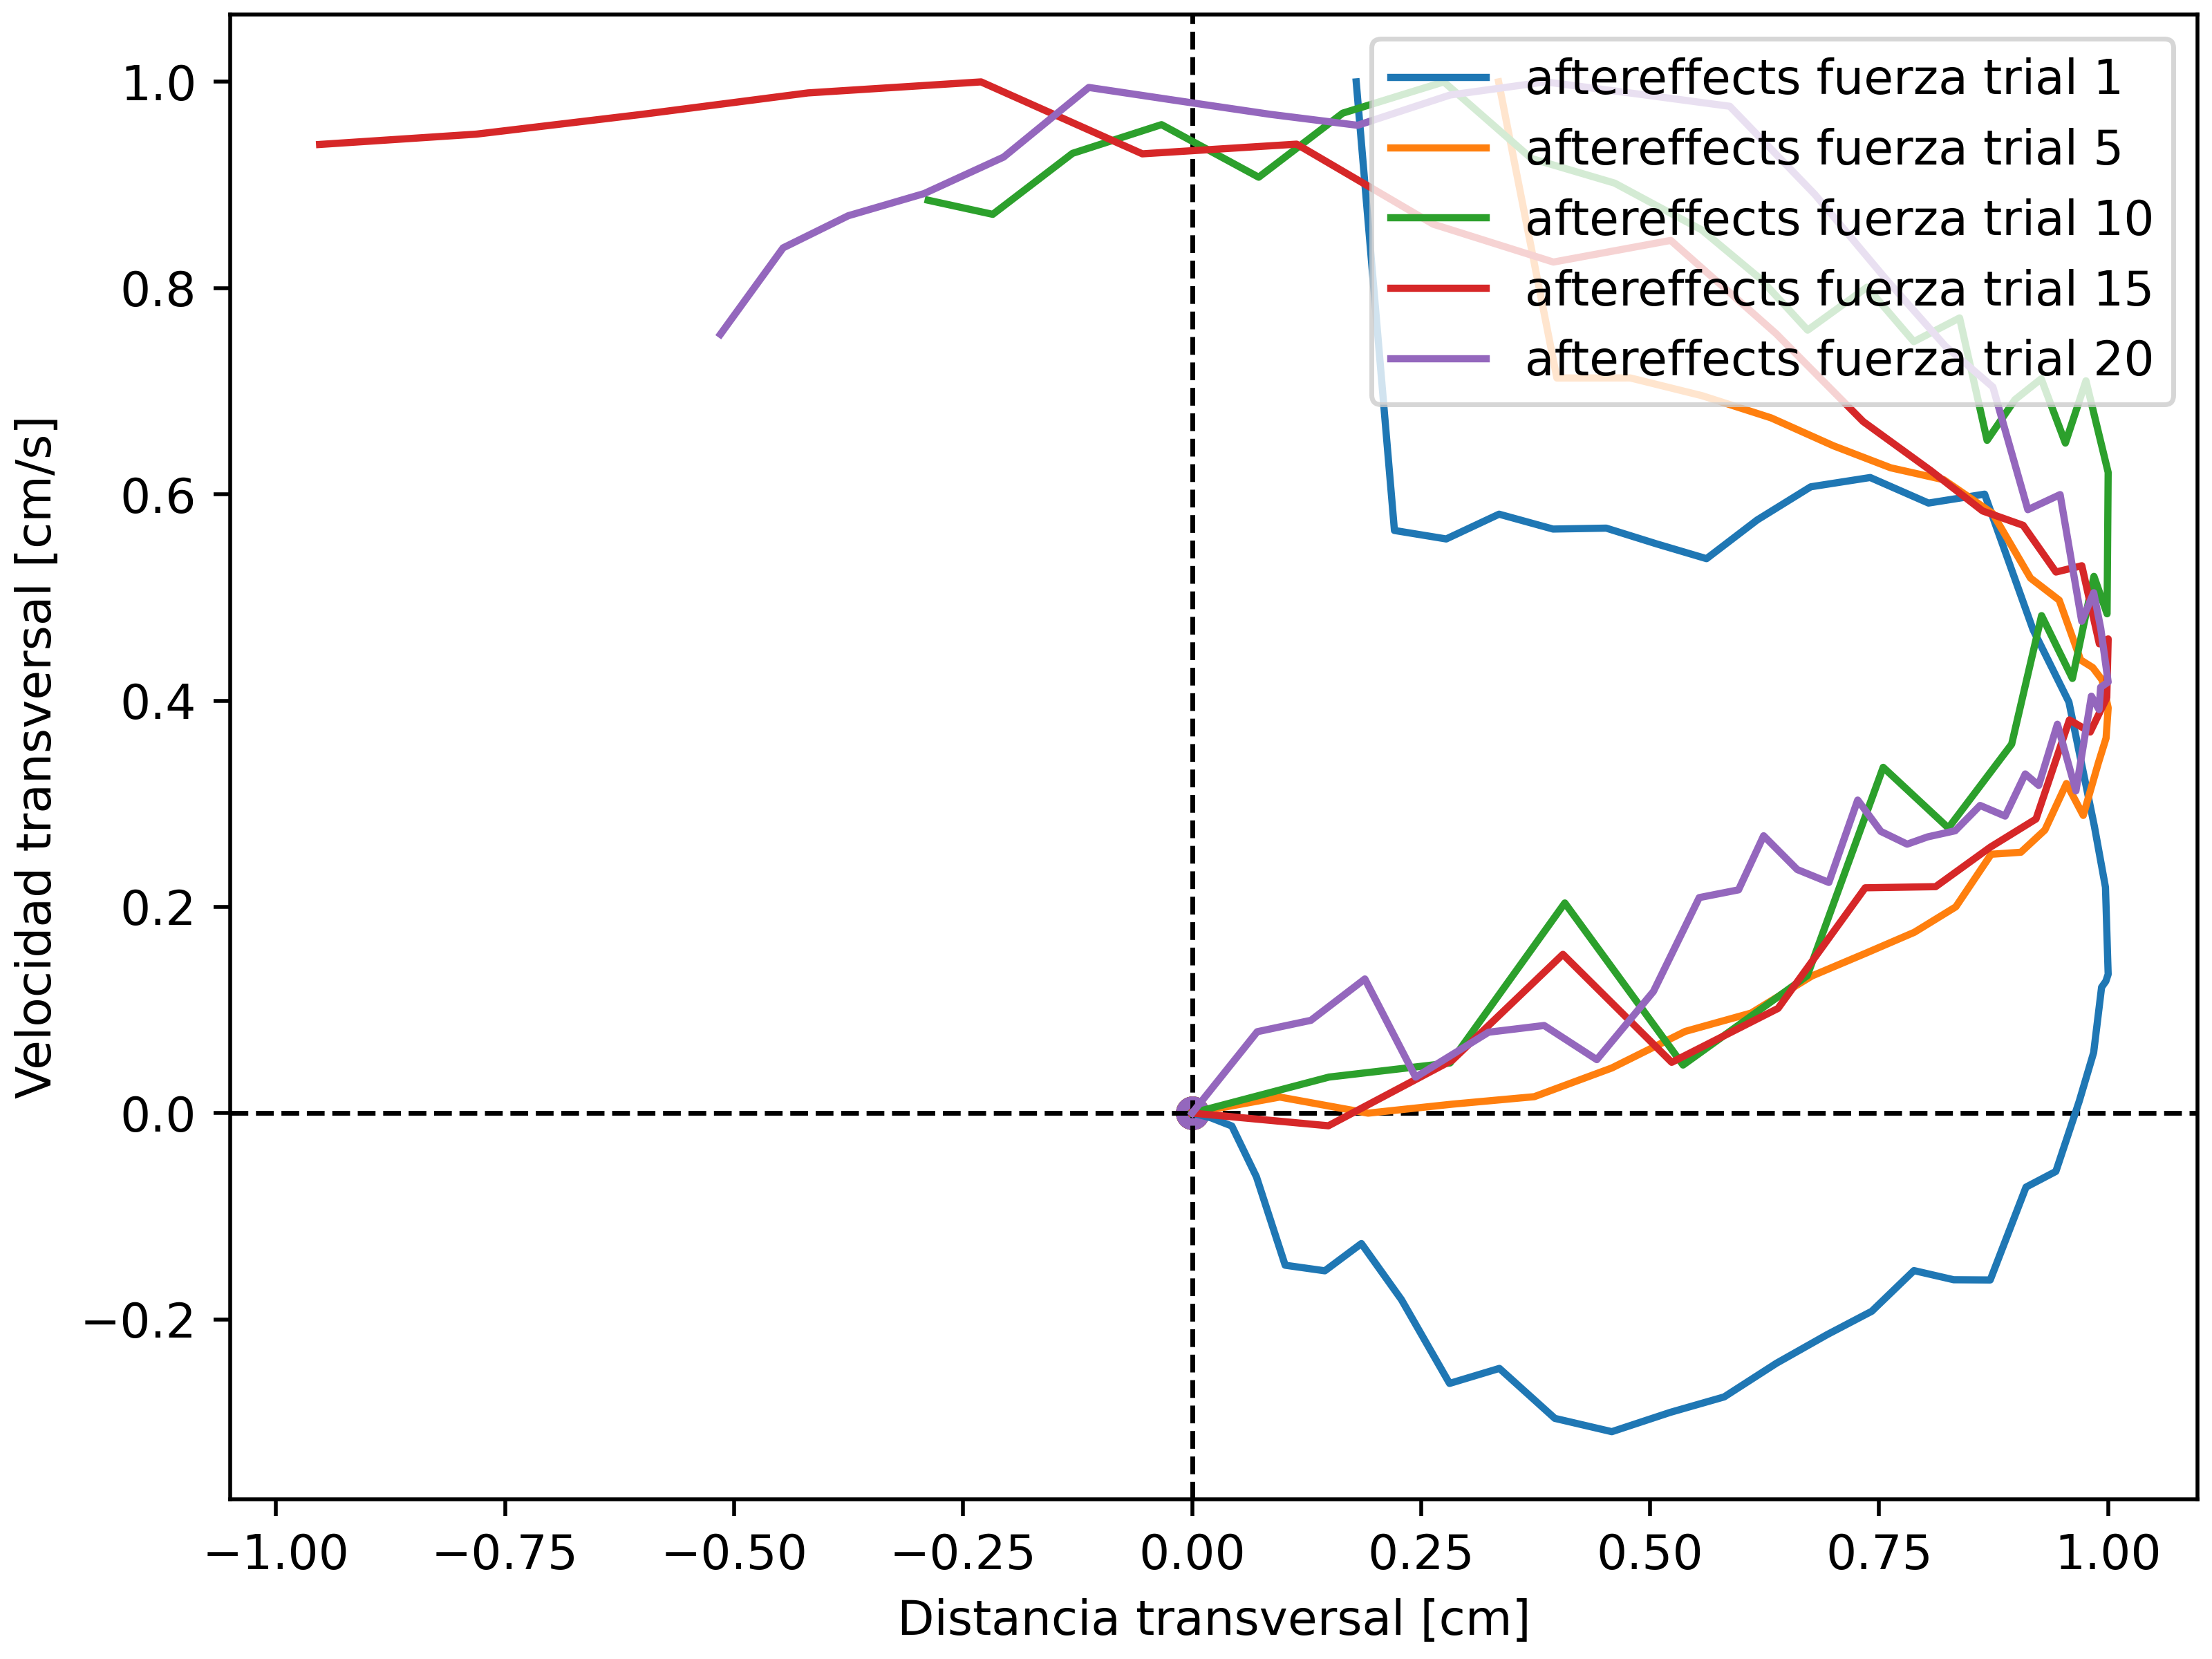 aftereffects fuerza trial 1
aftereffects fuerza trial 5
aftereffects fuerza trial 10
aftereffects fuerza trial 15
aftereffects fuerza trial 20
Velocidad transversal [cm/s]
1.0
0.8
0.6
0.4
0.2
0.0
−0.2
−1.00 −0.75 −0.50 −0.25 0.00 0.25 0.50 0.75 1.00
Distancia transversal [cm]